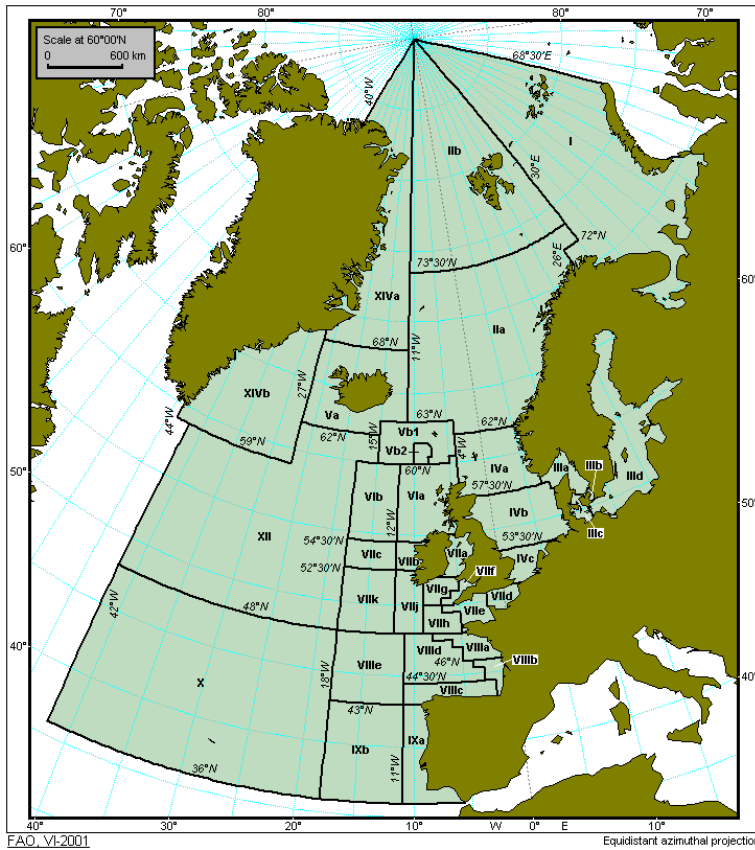 70° 80° 80° 70°
Scale at 60°00'N
0 600 km
68°30'E
40°W
I
IIb
30°E
72°N
26°E
60°
73°30'N
60°
XIVa
IIa
68°N
11°W
27°W
XIVb
Va
63°N
62°N
44°W
15°W
Vb1
4°W
59°N
62°N
Vb2
60°N
IVa
IIIa
IIIb
IIId
50°
57°30'N
50°
VIb
VIa
12°W
IVb
IIIc
XII
54°30'N
53°30'N
VIIc
VIIb
VIIa
IVc
52°30'N
VIIf
VIIg
VIId
42°W
48°N
VIIk
VIIj
VIIe
VIIh
40°
VIIId
VIIIa
VIIIb
46°N
18°W
VIIIe
44°30'N
40°
X
VIIIc
43°N
IXb
IXa
11°W
36°N
40° 30° 20° 10° W 0° E 10°
FAO, VI-2001
Equidistant azimuthal projection